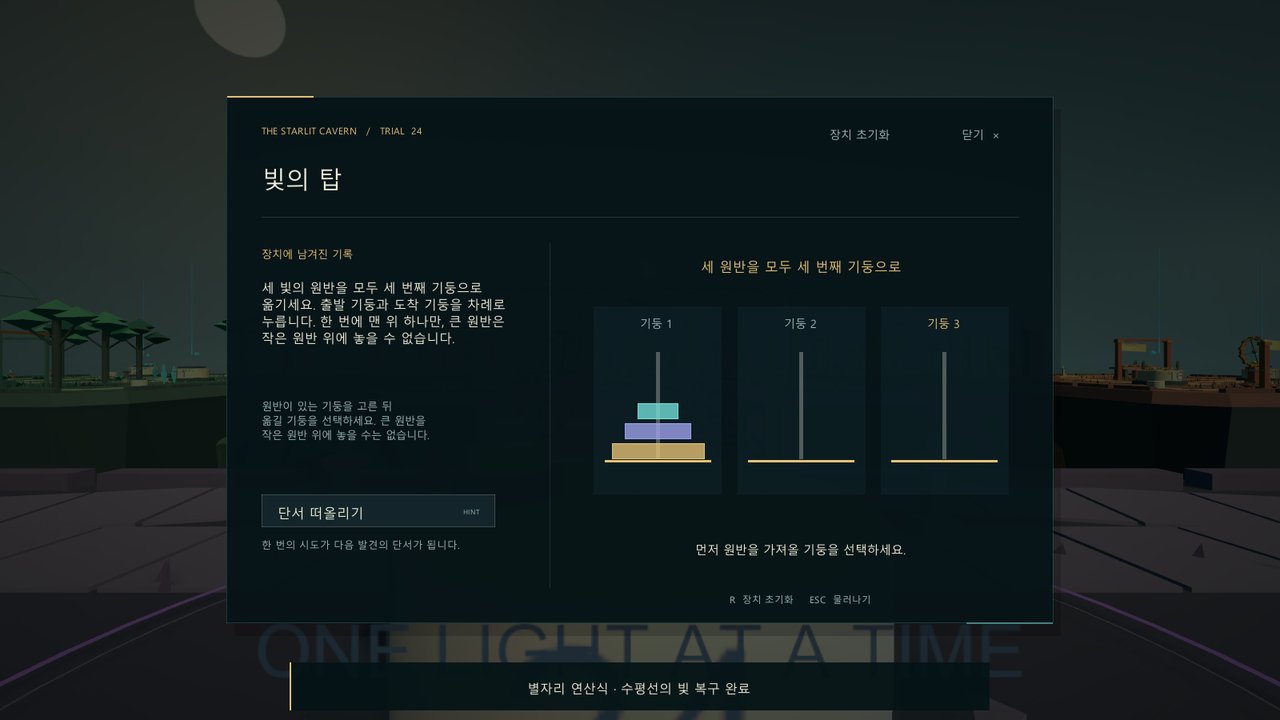 THE STARLIT CAVERN / TRIAL 24
장치 초기화
닫기 ×
빛의 탑
장치에 남겨진 기록
세 빛의 원반을 모두 세 번째 기둥으로
옮기세요. 출발 기둥과 도착 기둥을 차례로
누릅니다. 한 번에 맨 위 하나만, 큰 원반은
작은 원반 위에 놓을 수 없습니다.
원반이 있는 기둥을 고른 뒤
옮길 기둥을 선택하세요. 큰 원반을
작은 원반 위에 놓을 수는 없습니다.
단서 떠올리기 HINT
한 번의 시도가 다음 발견의 단서가 됩니다.
세 원반을 모두 세 번째 기둥으로
기둥 1
기둥 2
기둥 3
먼저 원반을 가져올 기둥을 선택하세요.
R 장치 초기화 ESC 물러나기
ONE LIGHT AT A TIME
별자리 연산식 · 수평선의 빛 복구 완료